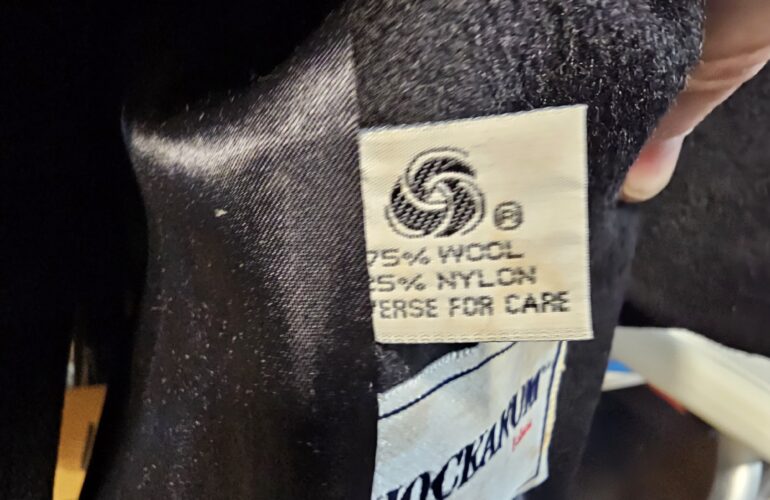 ®
75% WOOL
25% NYLON
VERSE FOR CARE
HOCKANUM